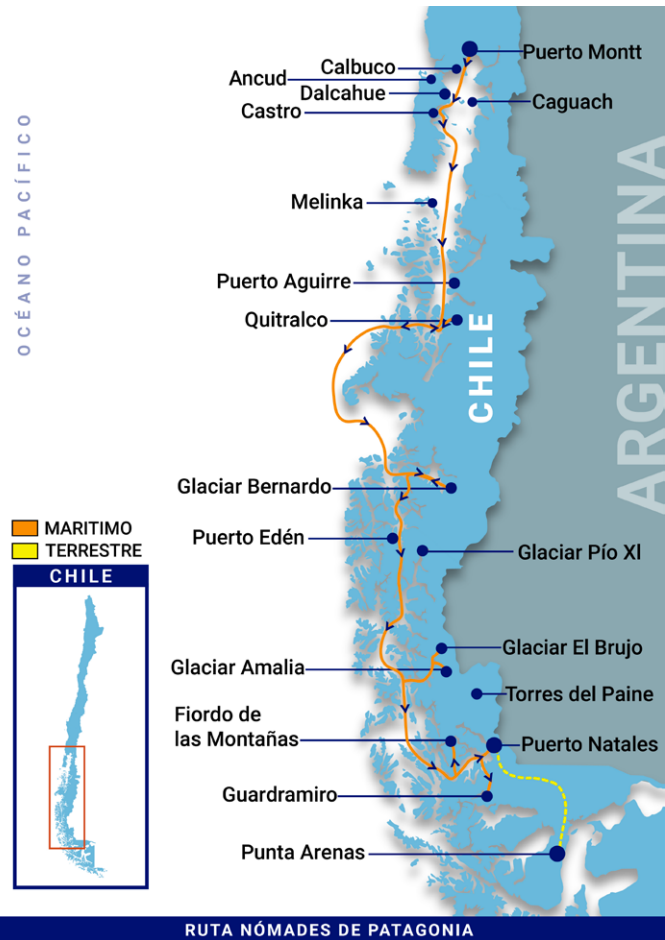 Puerto Montt
Calbuco
Ancud
Dalcahue
Caguach
Castro
OCÉANO PACÍFICO
ARGENTINA
Melinka
Puerto Aguirre
Quitralco
CHILE
Glaciar Bernardo
MARITIMO
TERRESTRE
Puerto Edén
Glaciar Pío XI
CHILE
Glaciar El Brujo
Glaciar Amalia
Torres del Paine
Fiordo de
las Montañas
Puerto Natales
Guardramiro
Punta Arenas
RUTA NÓMADES DE PATAGONIA